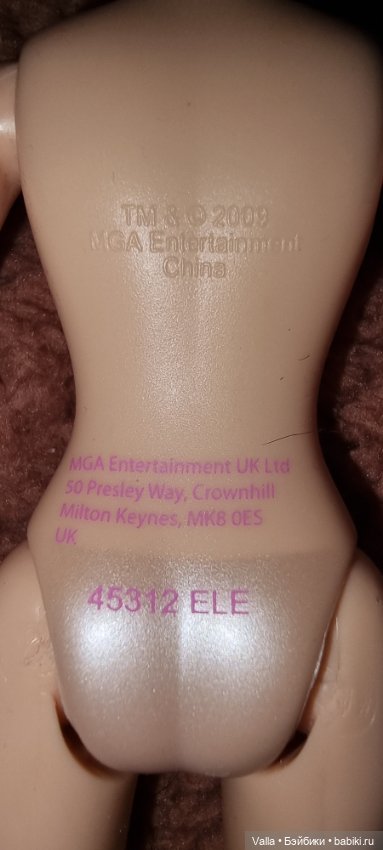 TM & © 2009
MGA Entertainment
China
MGA Entertainment UK Ltd
50 Presley Way, Crownhill
Milton Keynes, MK8 0ES
UK
45312 ELE
Valla • Бэйбики • babiki.ru